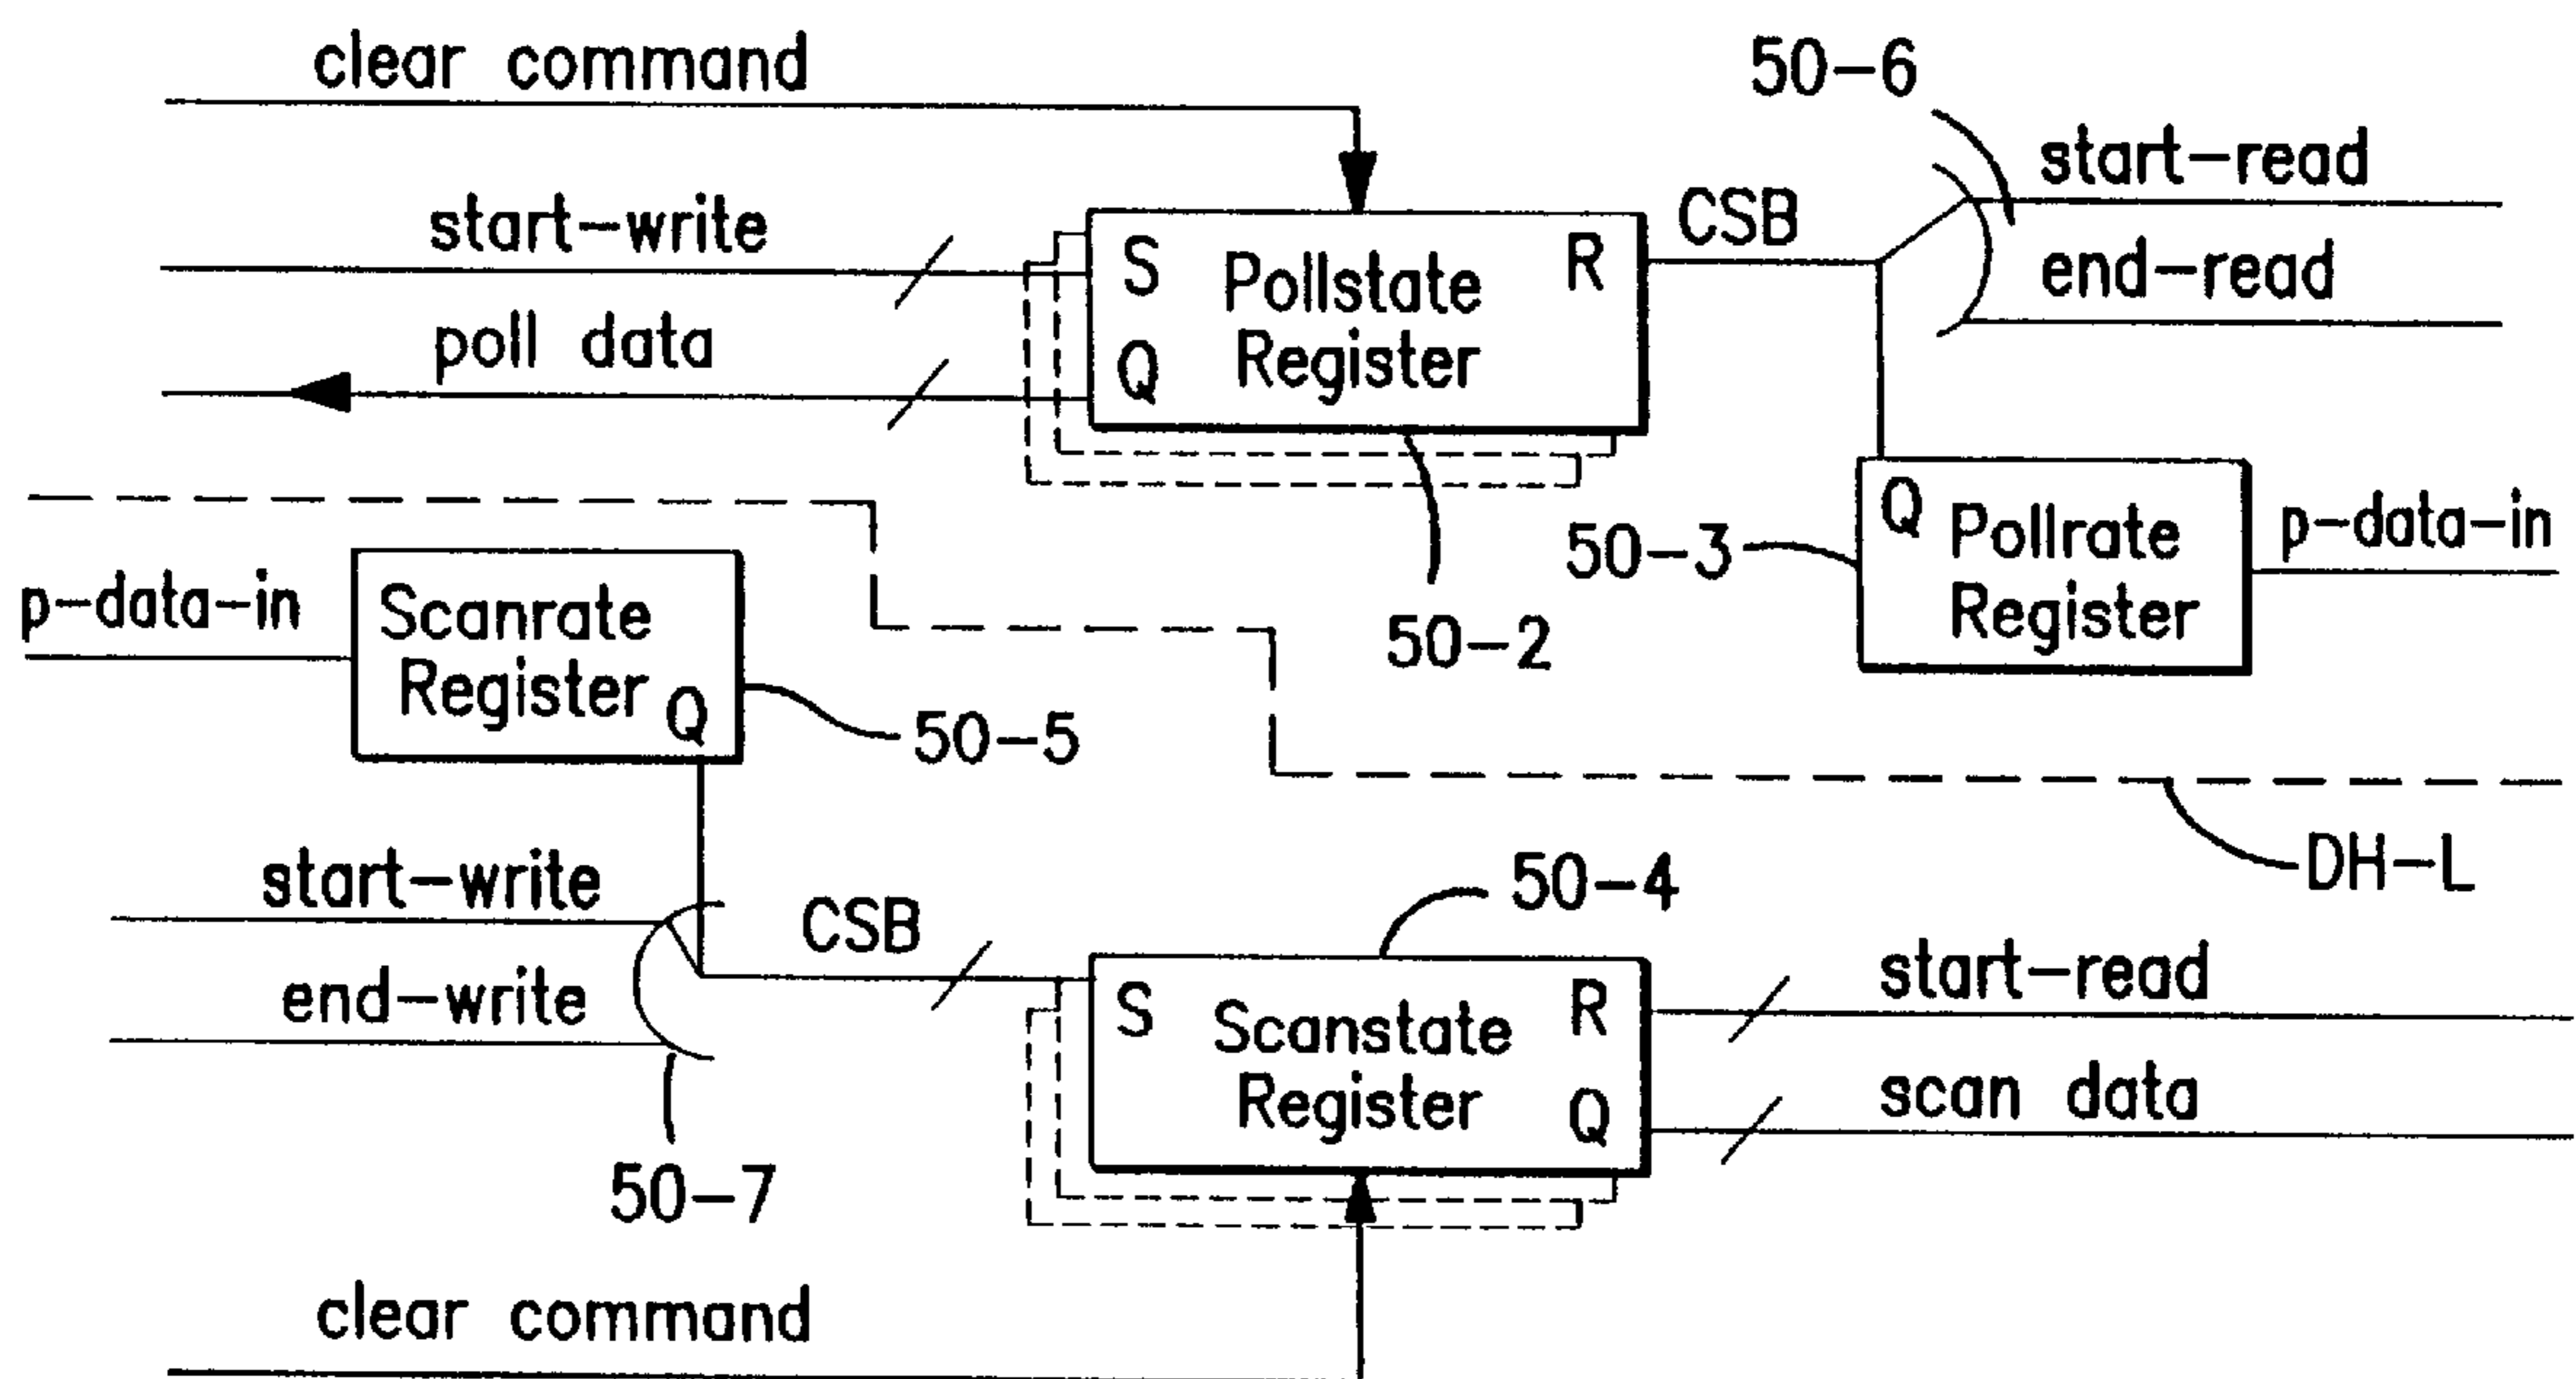 clear command
50-6
start-read
start-write
CSB
end-read
S
Pollstate
Register
R
poll data
Q
Q
Pollrate
Register
p-data-in
50-3
50-2
p-data-in
Scanrate
Register
Q
50-5
DH-L
start-write
50-4
CSB
end-write
S
Scanstate
Register
R
start-read
Q
scan data
50-7
clear command